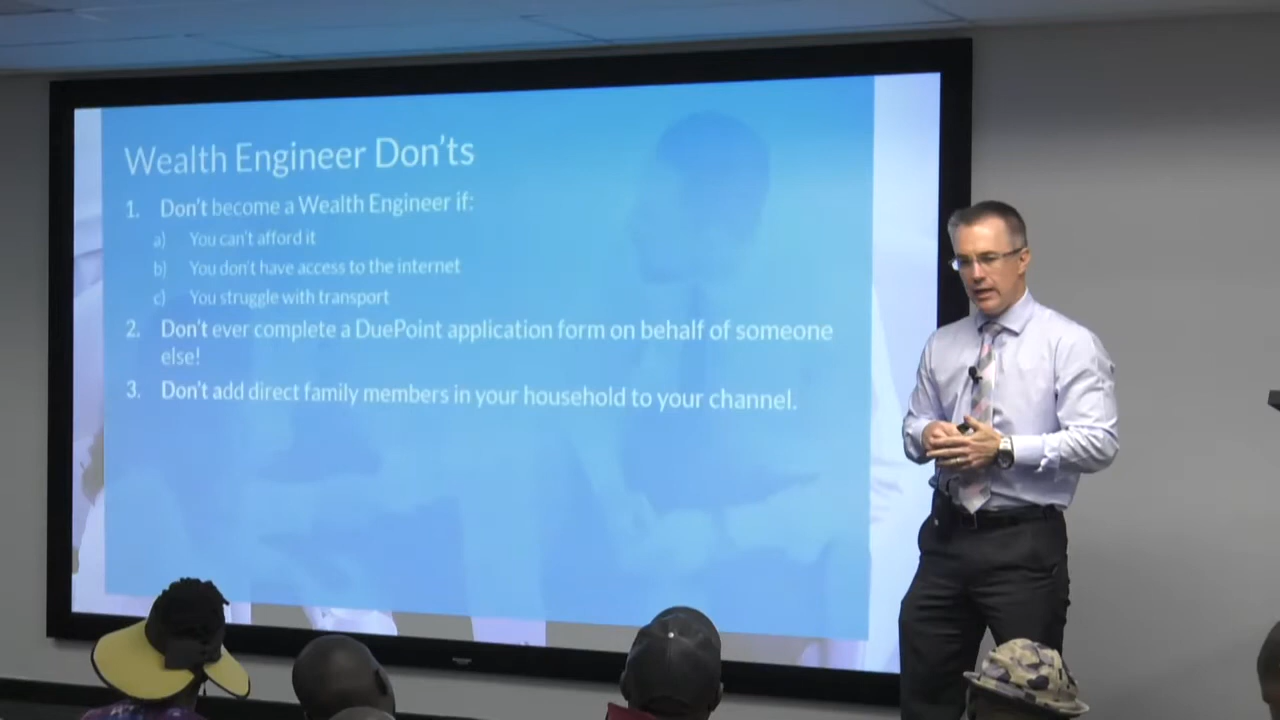 Wealth Engineer Don'ts
1. Don't become a Wealth Engineer if:
a) You can't afford it
b) You don't have access to the internet
c) You struggle with transport
2. Don't ever complete a DuePoint application form on behalf of someone
else!
3. Don't add direct family members in your household to your channel.